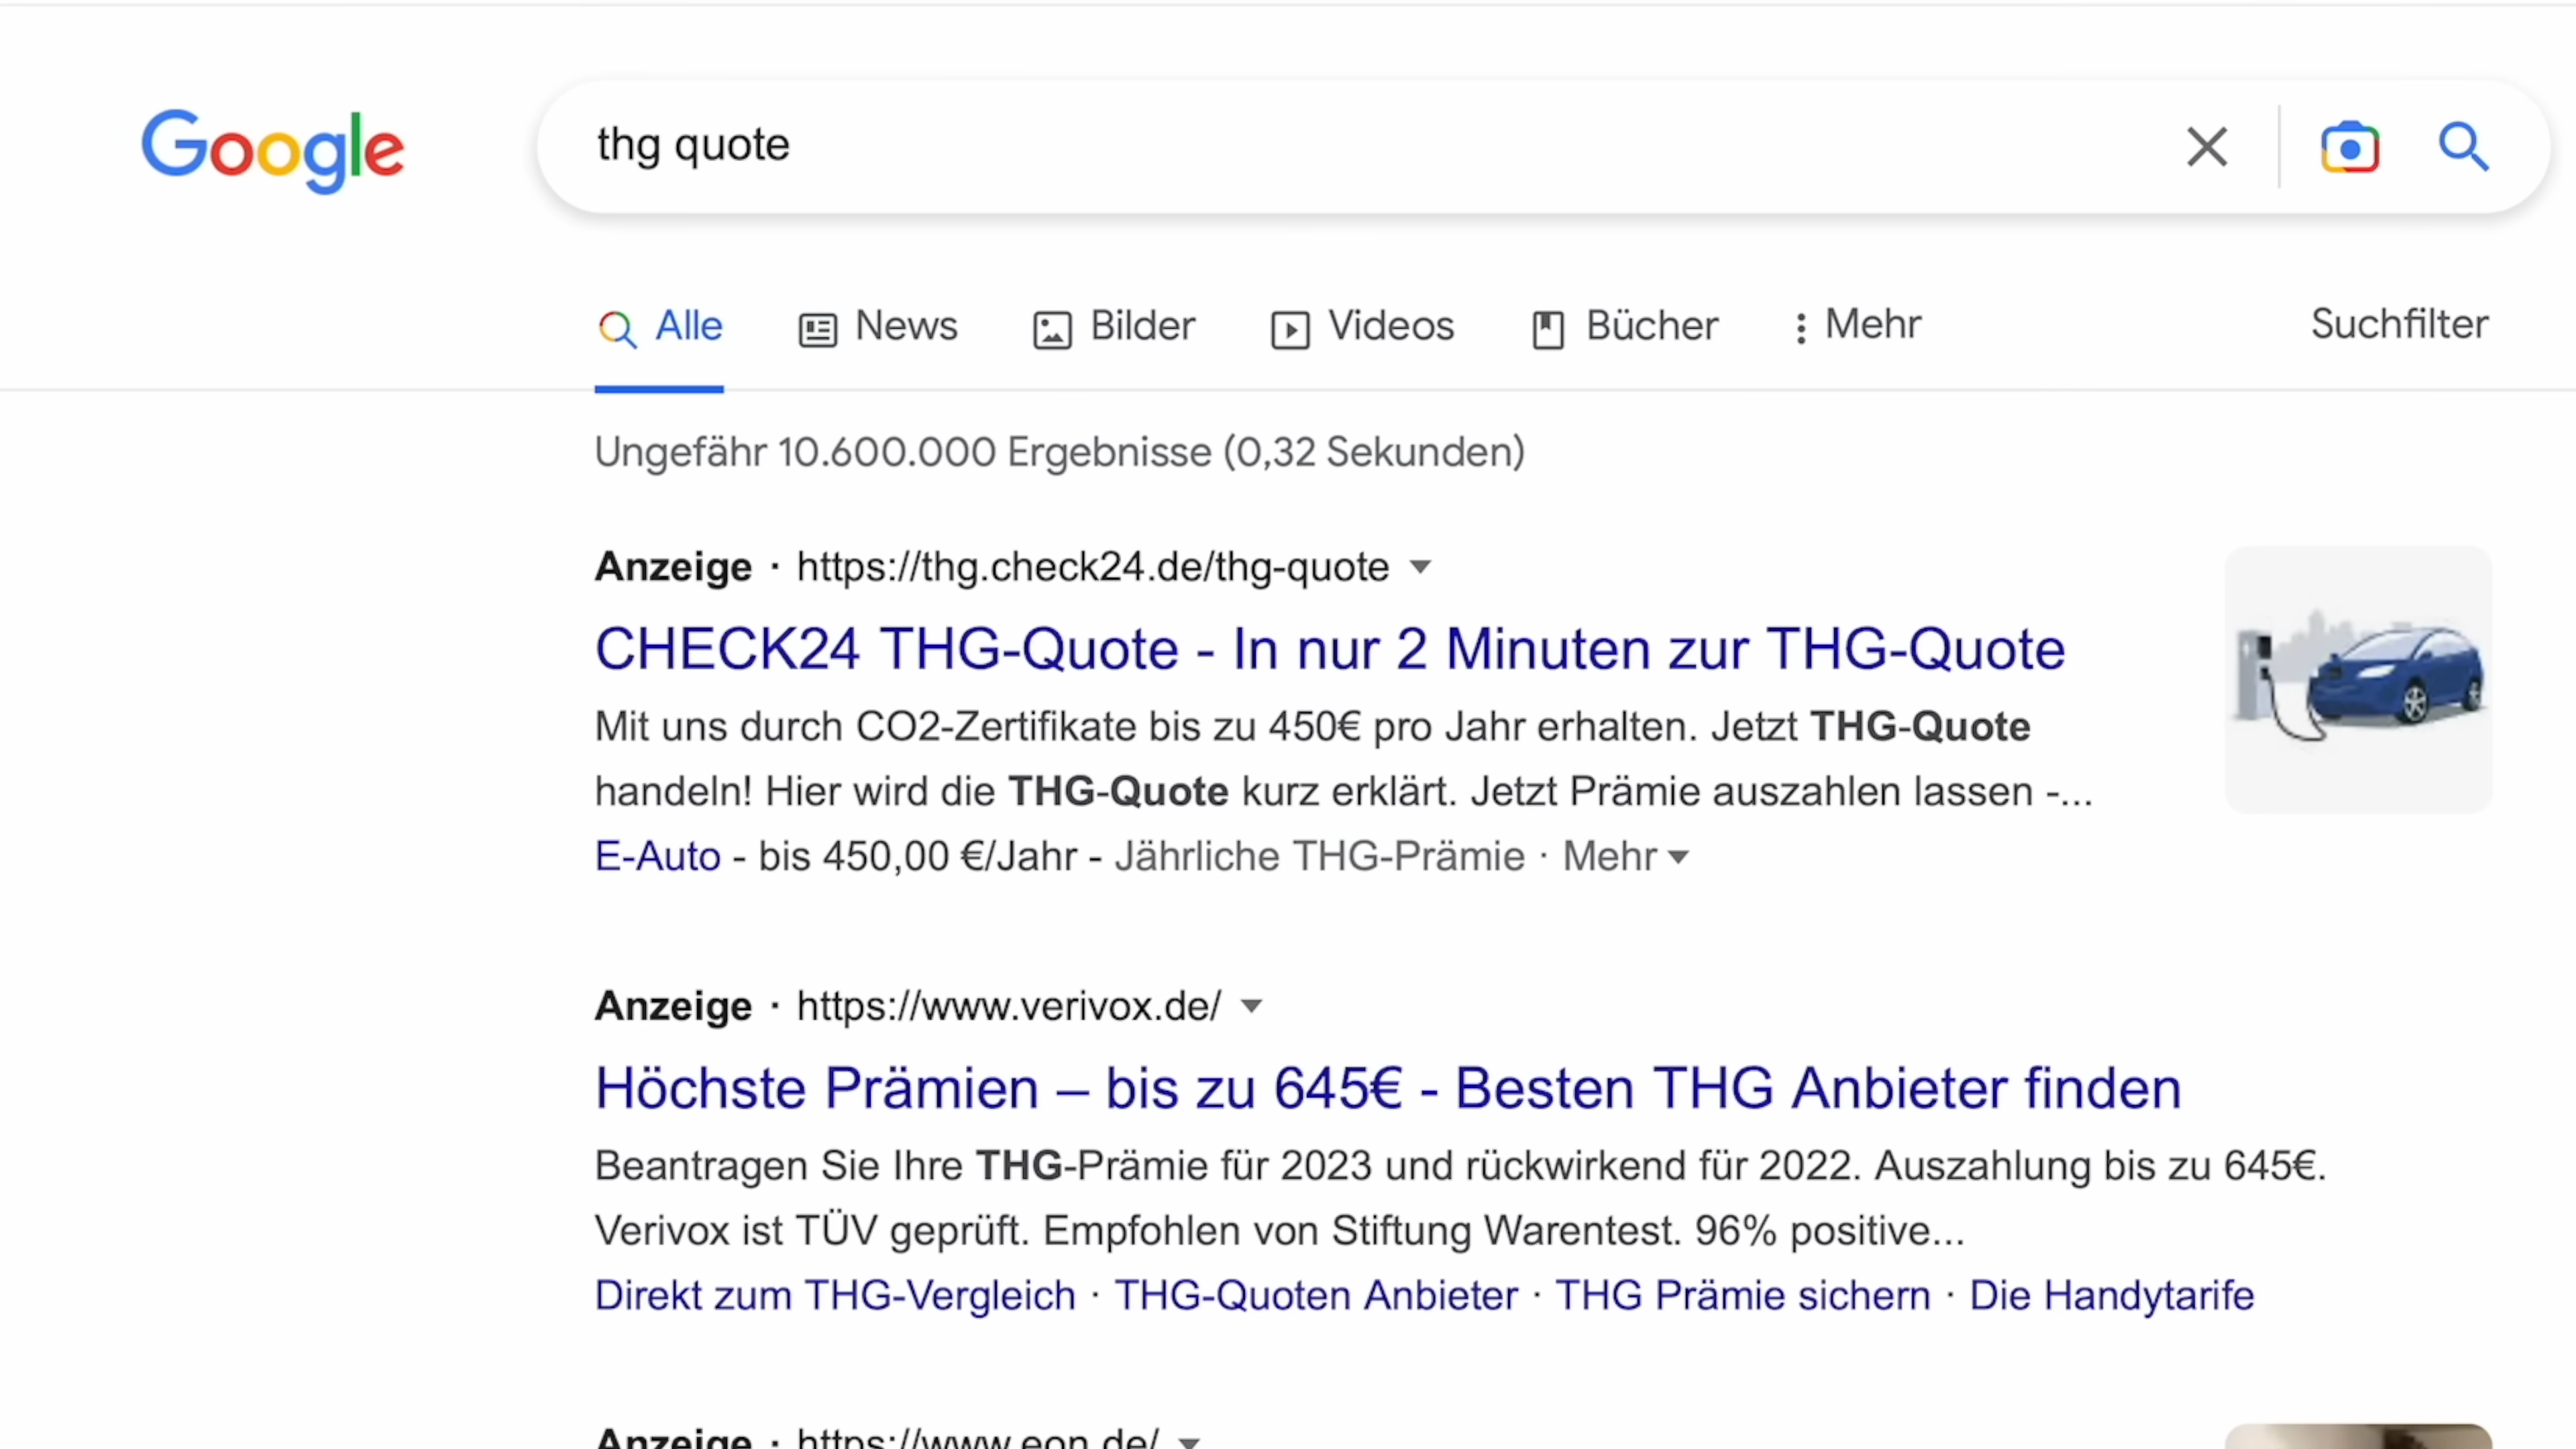 Google
thg quote
Alle News Bilder Videos Bücher Mehr Suchfilter
Ungefähr 10.600.000 Ergebnisse (0,32 Sekunden)
Anzeige · https://thg.check24.de/thg-quote
CHECK24 THG-Quote - In nur 2 Minuten zur THG-Quote
Mit uns durch CO2-Zertifikate bis zu 450€ pro Jahr erhalten. Jetzt THG-Quote
handeln! Hier wird die THG-Quote kurz erklärt. Jetzt Prämie auszahlen lassen -...
E-Auto - bis 450,00 €/Jahr - Jährliche THG-Prämie · Mehr
Anzeige · https://www.verivox.de/
Höchste Prämien – bis zu 645€ - Besten THG Anbieter finden
Beantragen Sie Ihre THG-Prämie für 2023 und rückwirkend für 2022. Auszahlung bis zu 645€.
Verivox ist TÜV geprüft. Empfohlen von Stiftung Warentest. 96% positive...
Direkt zum THG-Vergleich · THG-Quoten Anbieter · THG Prämie sichern · Die Handytarife
Anzeige · https://www.eon.de/